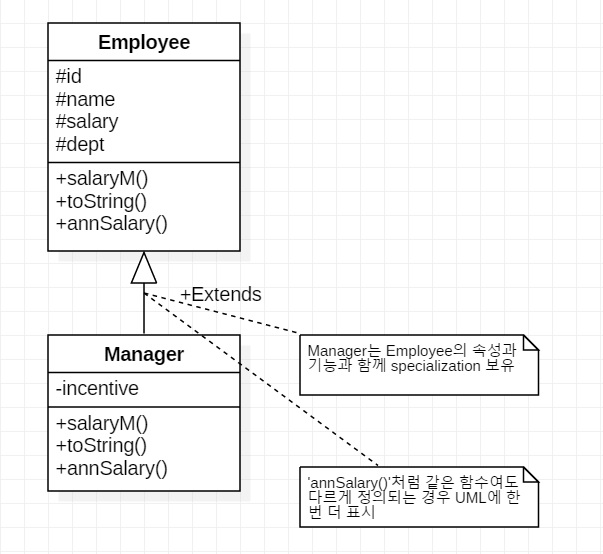 Employee
#id
#name
#salary
#dept
+salaryM()
+toString()
+annSalary()
+Extends
Manager
-incentive
+salaryM()
+toString()
+annSalary()
Manager는 Employee의 속성과
기능과 함께 specialization 보유
'annSalary()'처럼 같은 함수여도
다르게 정의되는 경우 UML에 한
번 더 표시